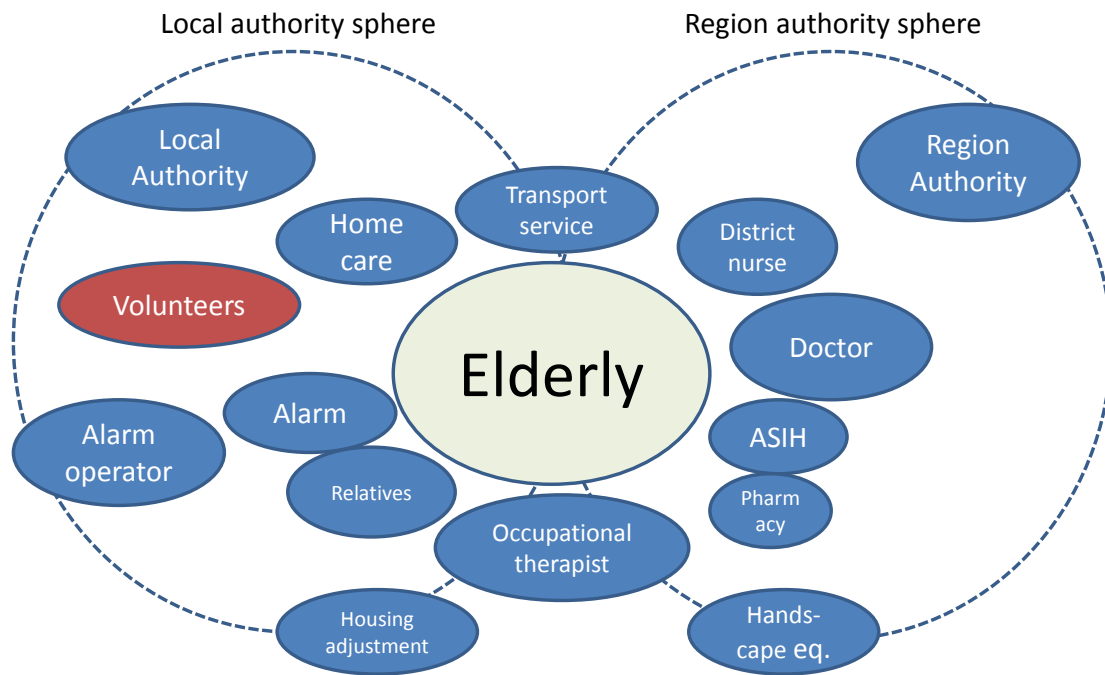 Local authority sphere
Region authority sphere
Local
Authority
Region
Authority
Transport
service
Home
care
District
nurse
Volunteers
Doctor
Elderly
Alarm
Alarm
operator
ASIH
Relatives
Pharm
acy
Occupational
therapist
Housing
adjustment
Hands-
cape eq.